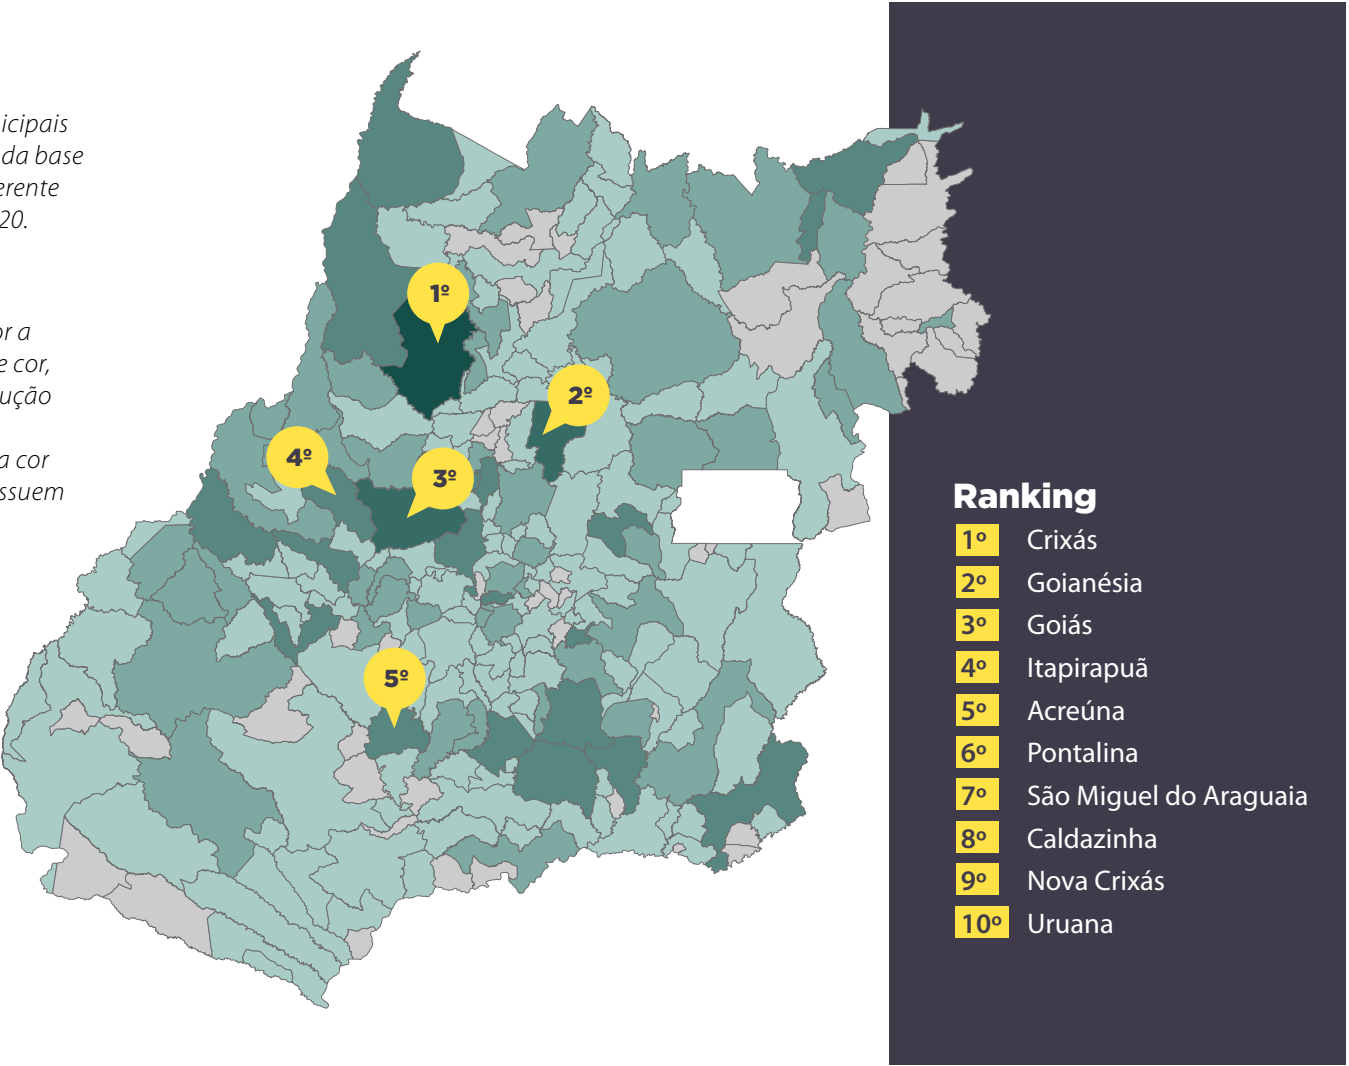 icipais
da base
erente
20.
or a
e cor,
ução
a cor
ssuem
1º
2º
4º
3º
5º
Ranking
1º Crixás
2º Goianésia
3º Goiás
4º Itapirapuã
5º Acreúna
6º Pontalina
7º São Miguel do Araguaia
8º Caldazinha
9º Nova Crixás
10º Uruana